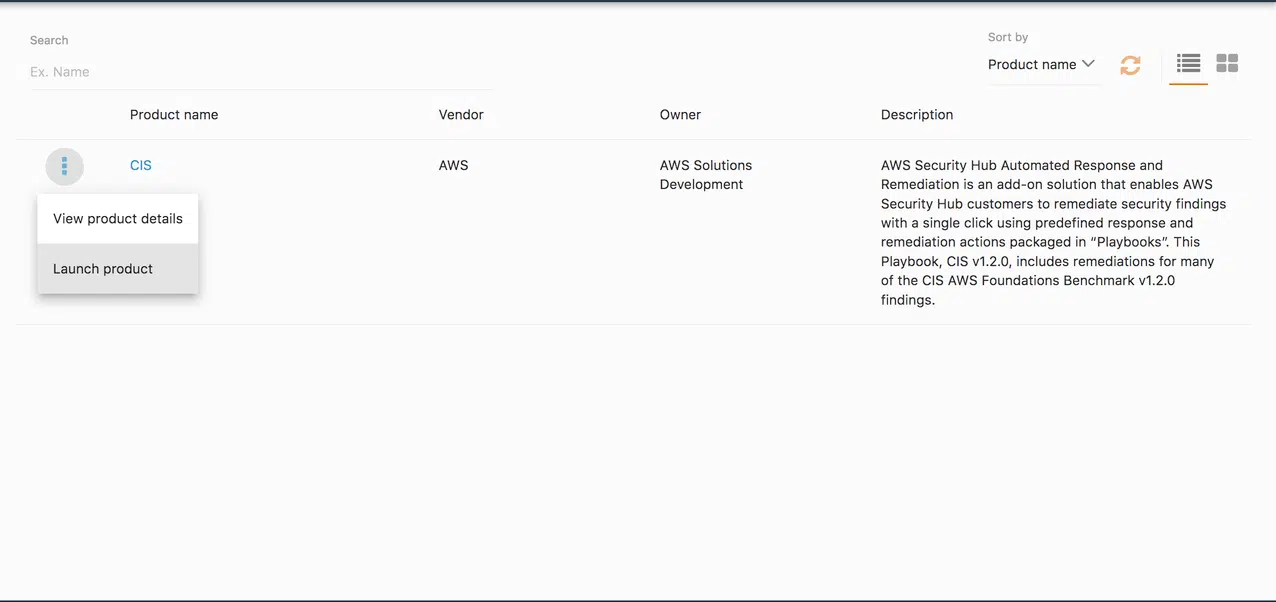 Search
Sort by
Ex. Name
Product name
Product name
Vendor
Owner
Description
CIS
AWS
AWS Solutions
Development
AWS Security Hub Automated Response and
Remediation is an add-on solution that enables AWS
Security Hub customers to remediate security findings
with a single click using predefined response and
remediation actions packaged in “Playbooks”. This
Playbook, CIS v1.2.0, includes remediations for many
of the CIS AWS Foundations Benchmark v1.2.0
findings.
View product details
Launch product